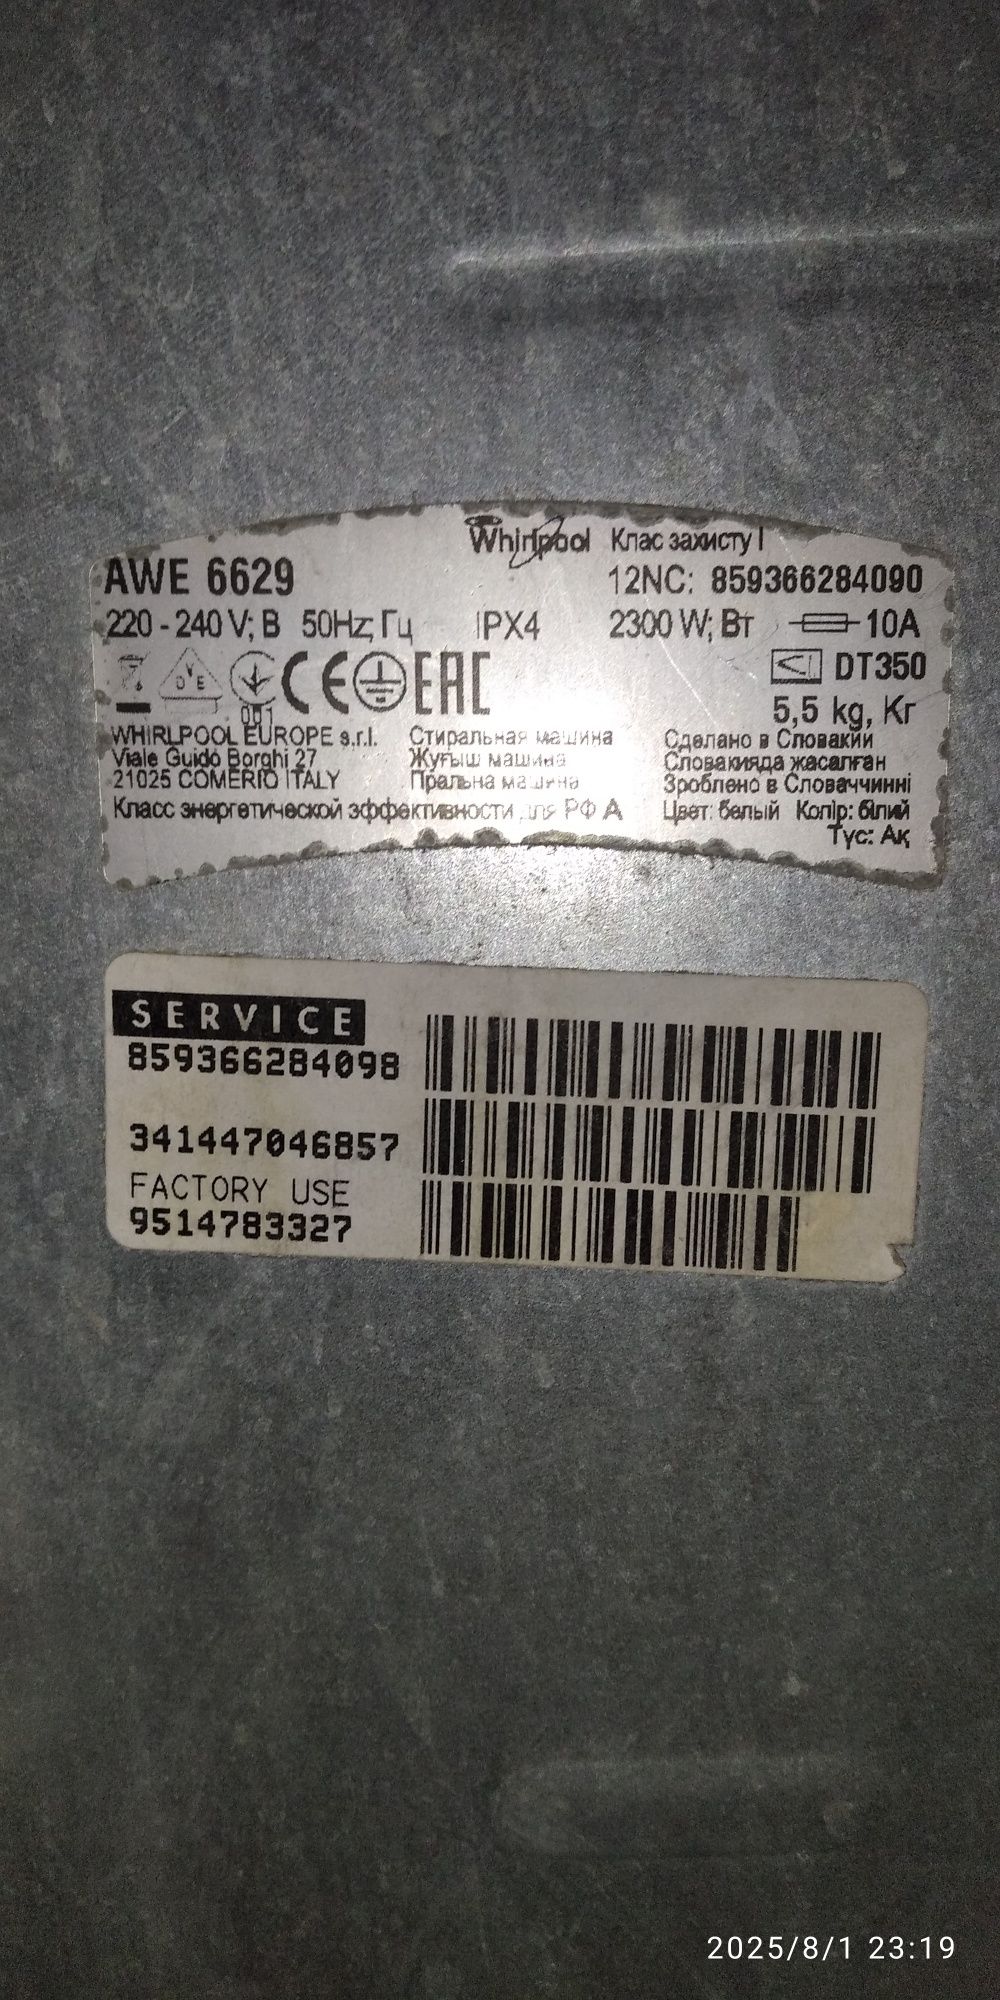 Whirlpool Клас захисту I
AWE 6629 12NC: 859366284090
220 - 240 V; В 50Hz; Гц IPX4 2300 W; Вт 10A
DVE 001 CE EAC DT350
5,5 kg, Кг
WHIRLPOOL EUROPE s.r.l. Стиральная машина Сделано в Словакии
Viale Guido Borghi 27 Жуғыш машина Словакияда жасалған
21025 COMERIO ITALY Пральна машина Зроблено в Словаччинні
Класс энергетической эффективности для РФ А Цвет: белый Колір: білий
Түс: Ақ
SERVICE
859366284098
341447046857
FACTORY USE
9514783327
2025/8/1 23:19